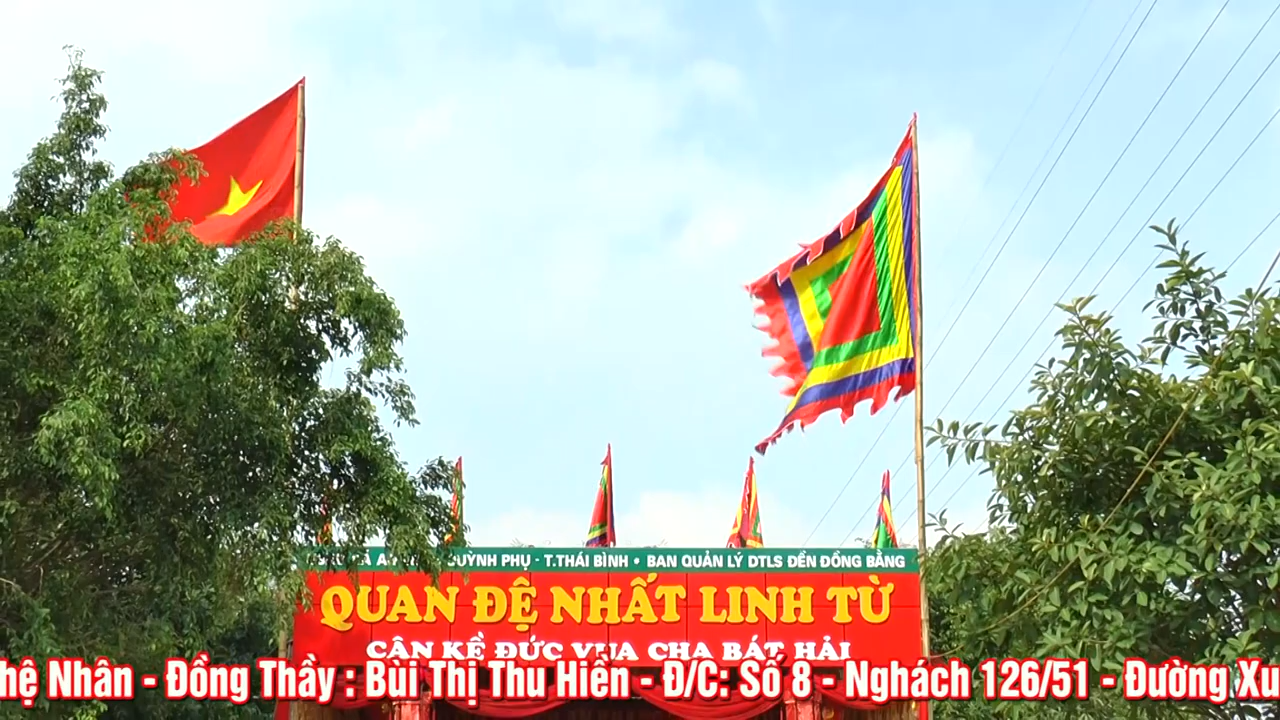 QUỲNH PHỤ - T.THÁI BÌNH • BAN QUẢN LÝ DTLS ĐỀN ĐỒNG BẰNG
QUAN ĐỆ NHẤT LINH TỪ
CẬN KỀ ĐỨC VUA CHA BÁT HẢI
hệ Nhân - Đồng Thầy : Bùi Thị Thu Hiền - Đ/C: Số 8 - Nghách 126/51 - Đường Xu